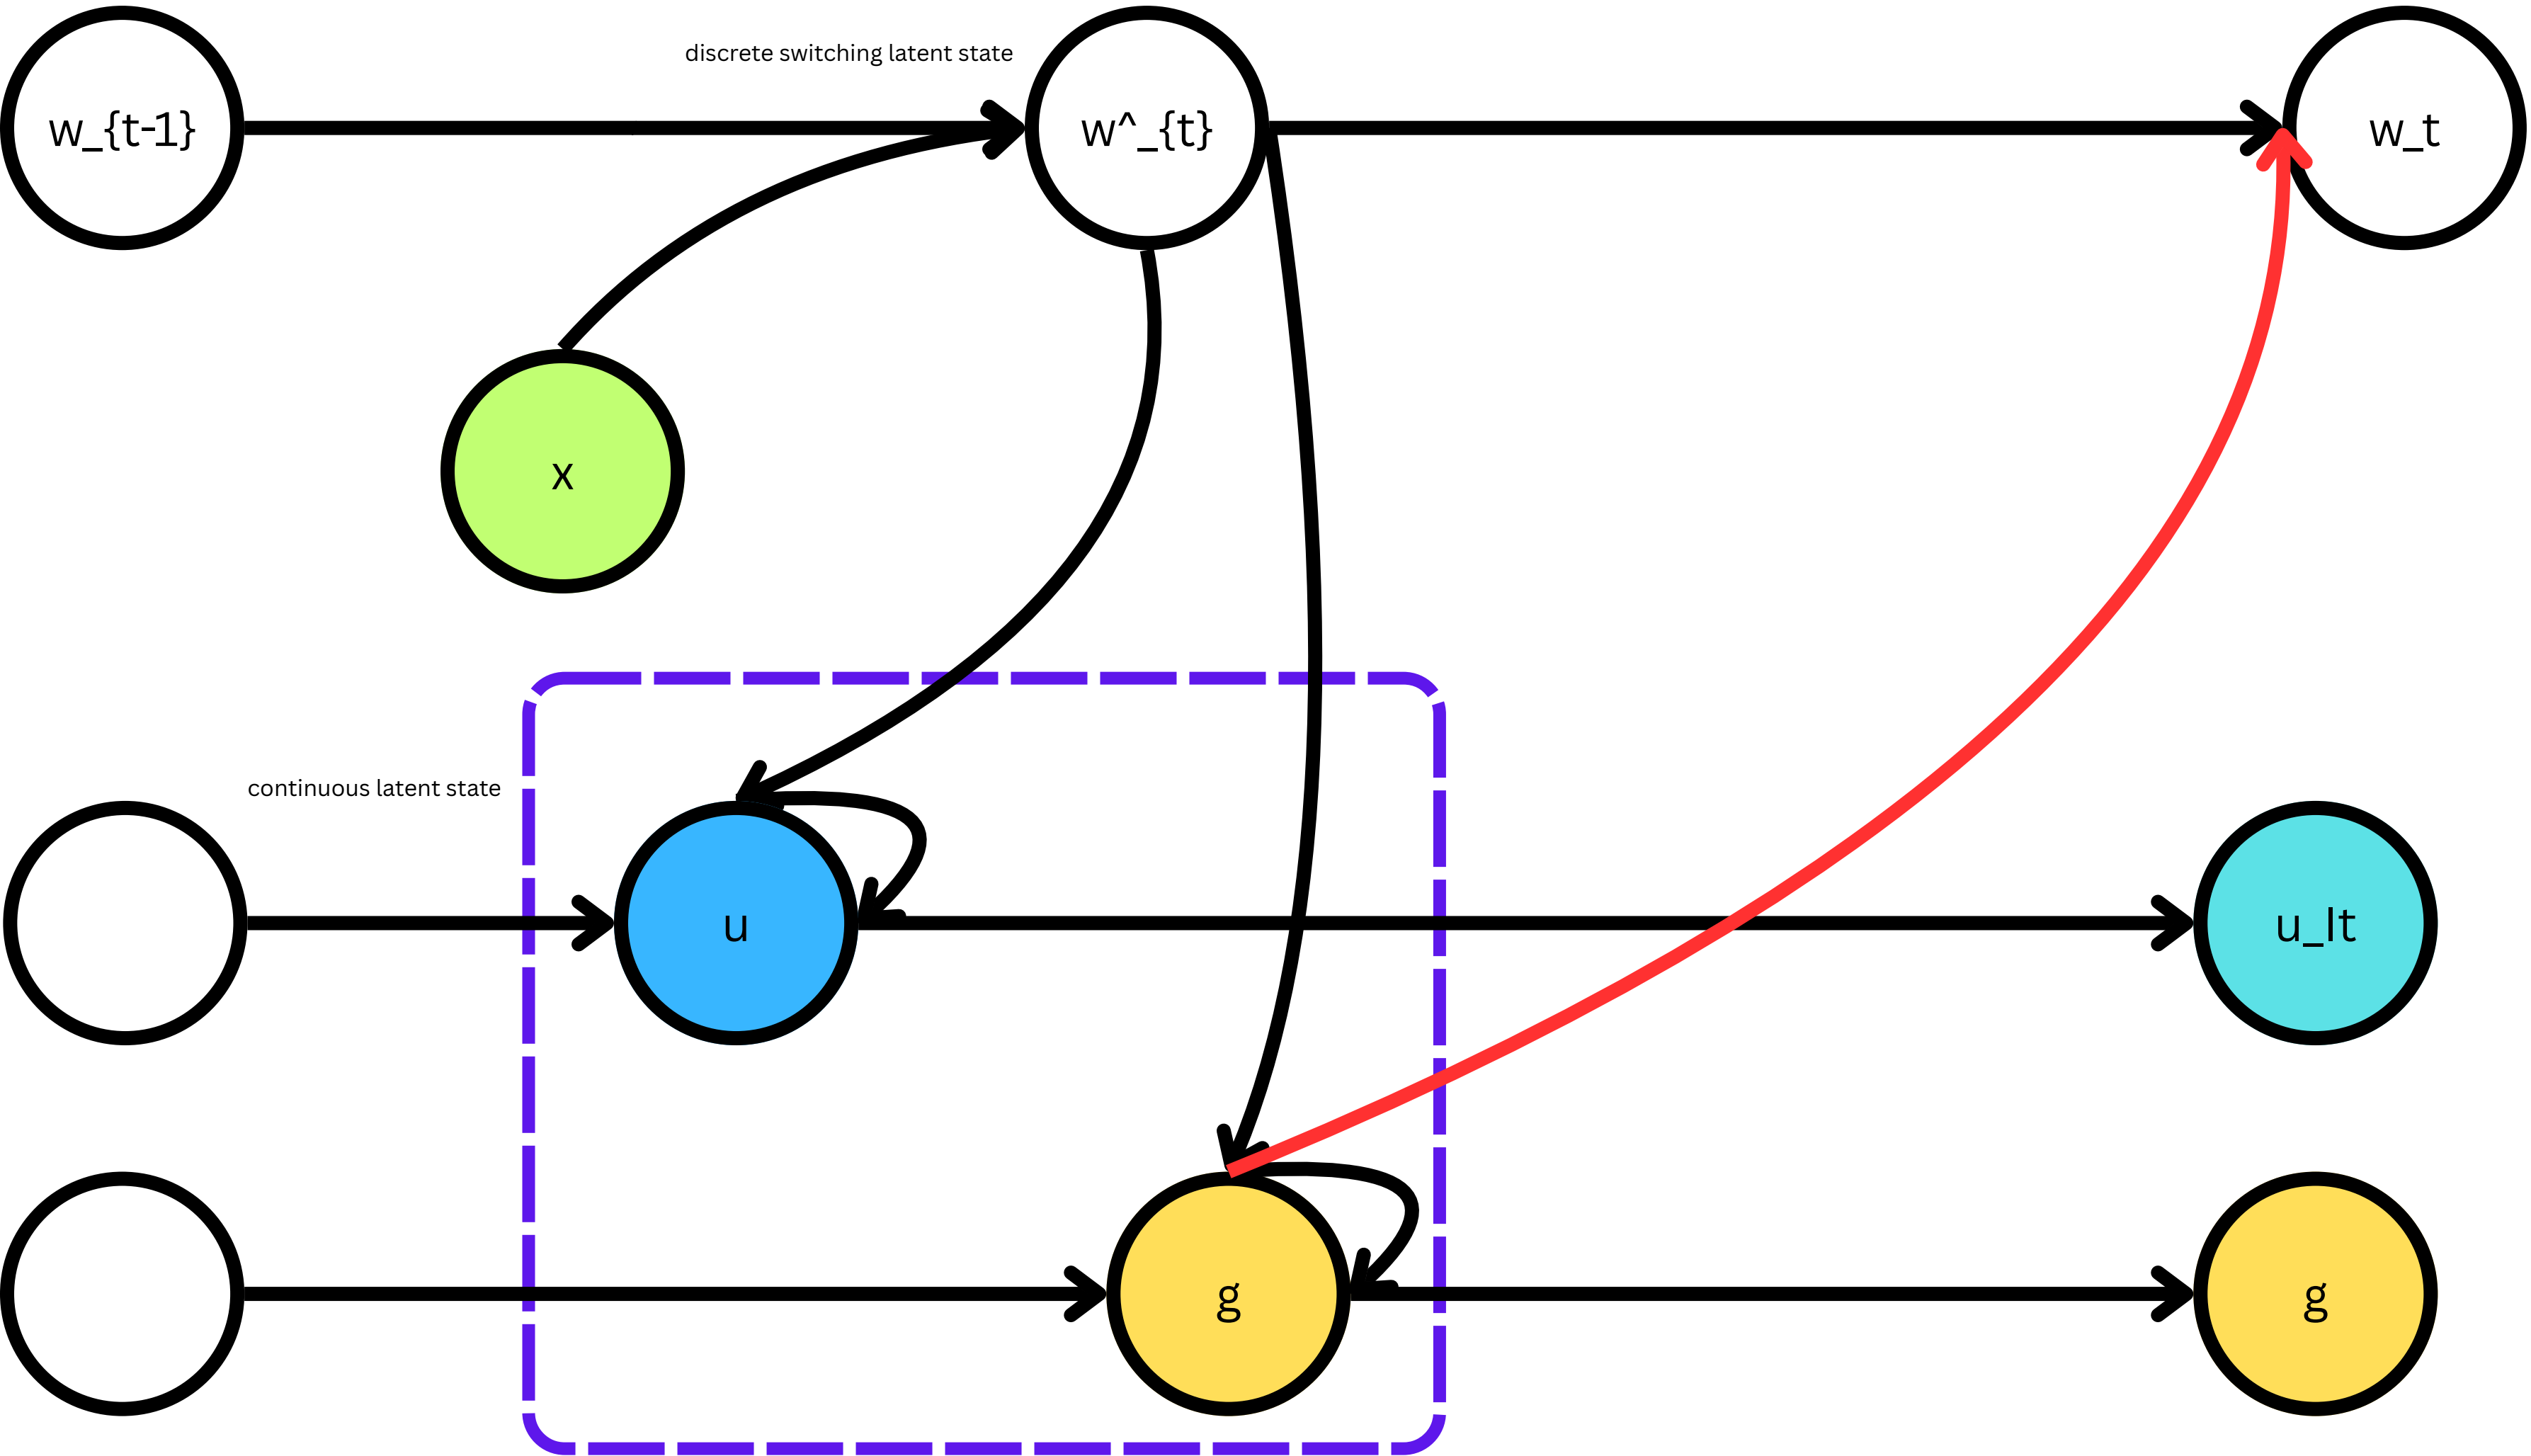 discrete switching latent state
w_{t-1}
w^_{t}
w_t
x
continuous latent state
u
u_lt
g
g